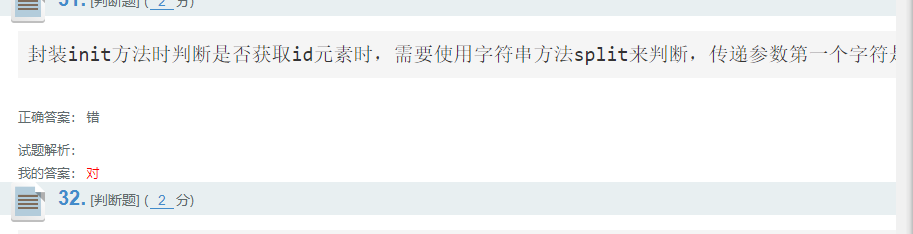 31. [判断题] ( 2 分)
封装init方法时判断是否获取id元素时，需要使用字符串方法split来判断，传递参数第一个字符是
正确答案: 错
试题解析:
我的答案: 对
32. [判断题] ( 2 分)